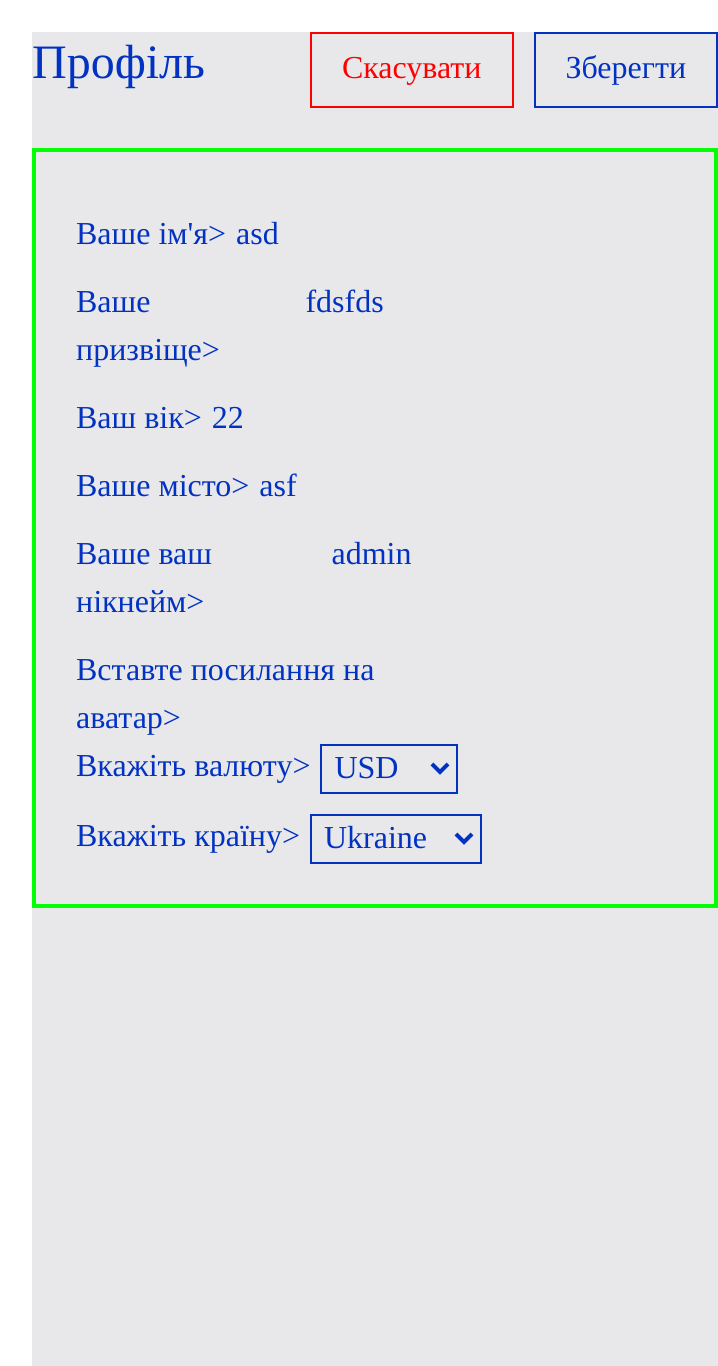 Профіль
Скасувати
Зберегти
Ваше ім'я> asd
Ваше fdsfds
призвіще>
Ваш вік> 22
Ваше місто> asf
Ваше ваш admin
нікнейм>
Вставте посилання на
аватар>
Вкажіть валюту> USD
Вкажіть країну> Ukraine